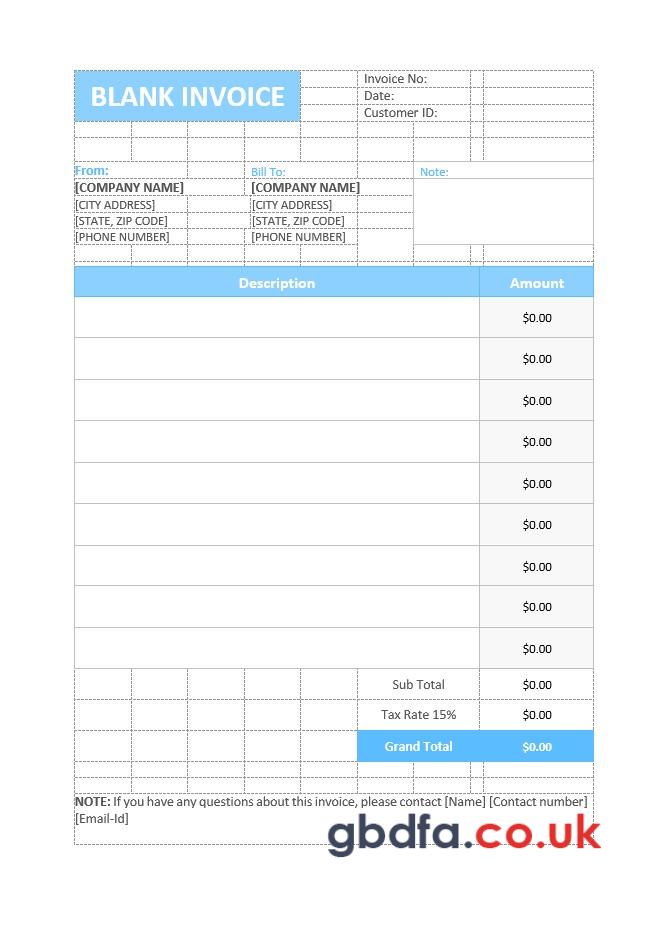 BLANK INVOICE
Invoice No:
Date:
Customer ID:
From:
Bill To:
Note:
[COMPANY NAME]
[COMPANY NAME]
[CITY ADDRESS]
[CITY ADDRESS]
[STATE, ZIP CODE]
[STATE, ZIP CODE]
[PHONE NUMBER]
[PHONE NUMBER]
Description Amount
$0.00
$0.00
$0.00
$0.00
$0.00
$0.00
$0.00
$0.00
$0.00
Sub Total $0.00
Tax Rate 15% $0.00
Grand Total $0.00
NOTE: If you have any questions about this invoice, please contact [Name] [Contact number]
[Email-Id]
gbdfa.co.uk